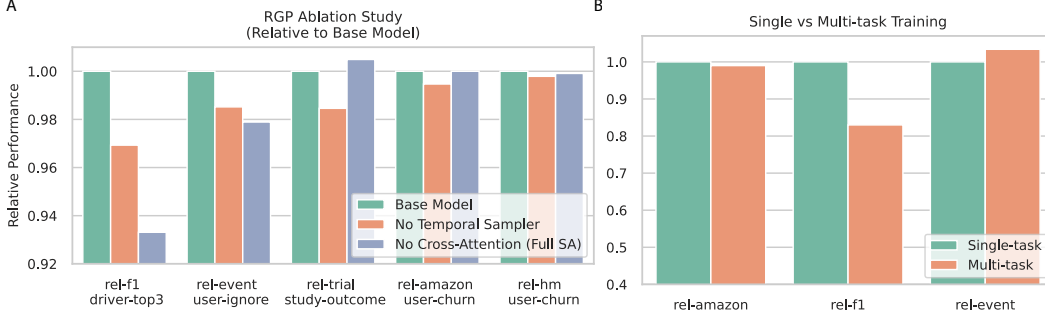 A
RGP Ablation Study
(Relative to Base Model)
Relative Performance
1.00
0.98
0.96
0.94
0.92
Base Model
No Temporal Sampler
No Cross-Attention (Full SA)
rel-f1
driver-top3
rel-event
user-ignore
rel-trial
study-outcome
rel-amazon
user-churn
rel-hm
user-churn
B
Single vs Multi-task Training
1.0
0.9
0.8
0.7
0.6
0.5
0.4
Single-task
Multi-task
rel-amazon
rel-f1
rel-event